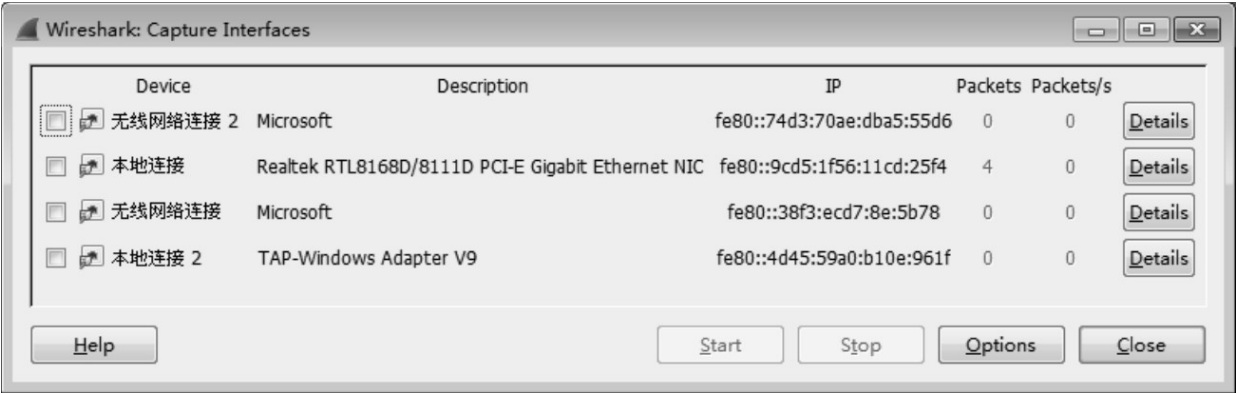 Wireshark: Capture Interfaces
Device Description IP Packets Packets/s
无线网络连接 2 Microsoft fe80::74d3:70ae:dba5:55d6 0 0 Details
本地连接 Realtek RTL8168D/8111D PCI-E Gigabit Ethernet NIC fe80::9cd5:1f56:11cd:25f4 4 0 Details
无线网络连接 Microsoft fe80::38f3:ecd7:8e:5b78 0 0 Details
本地连接 2 TAP-Windows Adapter V9 fe80::4d45:59a0:b10e:961f 0 0 Details
Help Start Stop Options Close